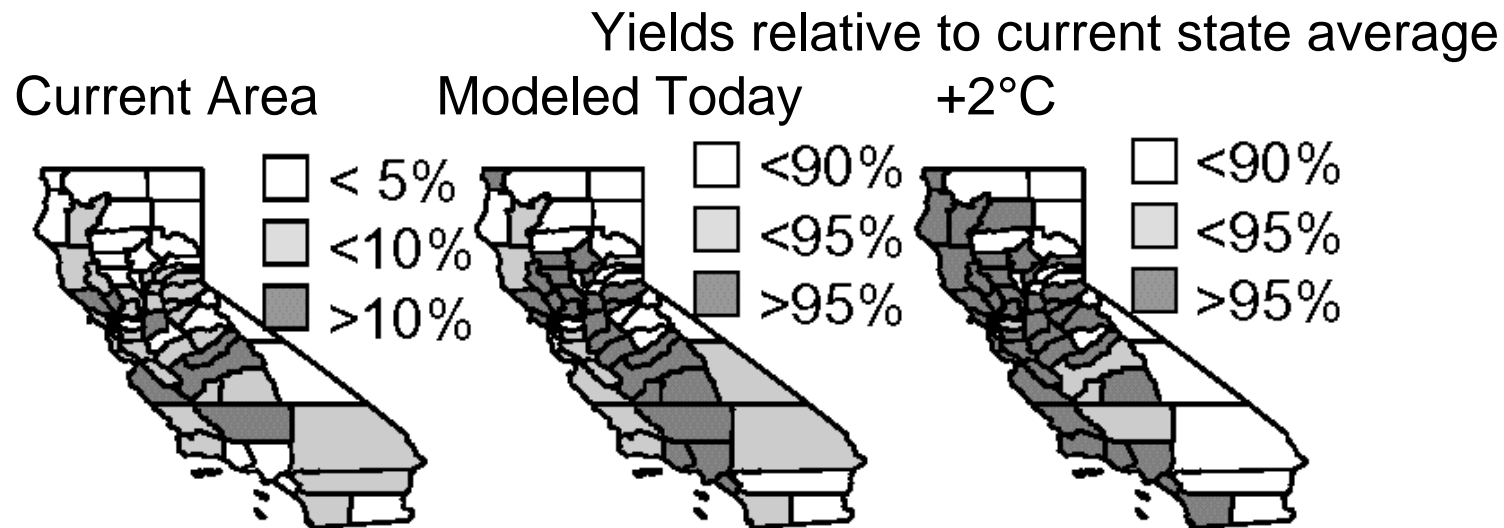 Yields relative to current state average
Current Area
Modeled Today
+2°C
< 5%
<10%
>10%
<90%
<95%
>95%
<90%
<95%
>95%